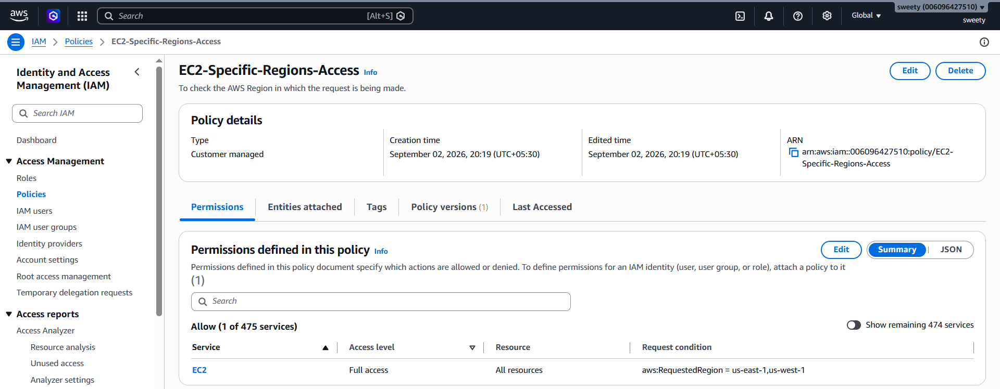 aws
Search [Alt+S]
Global
sweety (006096427510)
sweety
IAM Policies EC2-Specific-Regions-Access
Identity and Access
Management (IAM)
Search IAM
Dashboard
Access Management
Roles
Policies
IAM users
IAM user groups
Identity providers
Account settings
Root access management
Temporary delegation requests
Access reports
Access Analyzer
Resource analysis
Unused access
Analyzer settings
EC2-Specific-Regions-Access Info
Edit Delete
To check the AWS Region in which the request is being made.
Policy details
Type
Customer managed
Creation time
September 02, 2026, 20:19 (UTC+05:30)
Edited time
September 02, 2026, 20:19 (UTC+05:30)
ARN
arn:aws:iam::006096427510:policy/EC2-
Specific-Regions-Access
Permissions Entities attached Tags Policy versions (1) Last Accessed
Permissions defined in this policy Info
Edit Summary JSON
Permissions defined in this policy document specify which actions are allowed or denied. To define permissions for an IAM identity (user, user group, or role), attach a policy to it
(1)
Search
Allow (1 of 475 services)
Show remaining 474 services
Service Access level Resource Request condition
EC2 Full access All resources aws:RequestedRegion = us-east-1,us-west-1